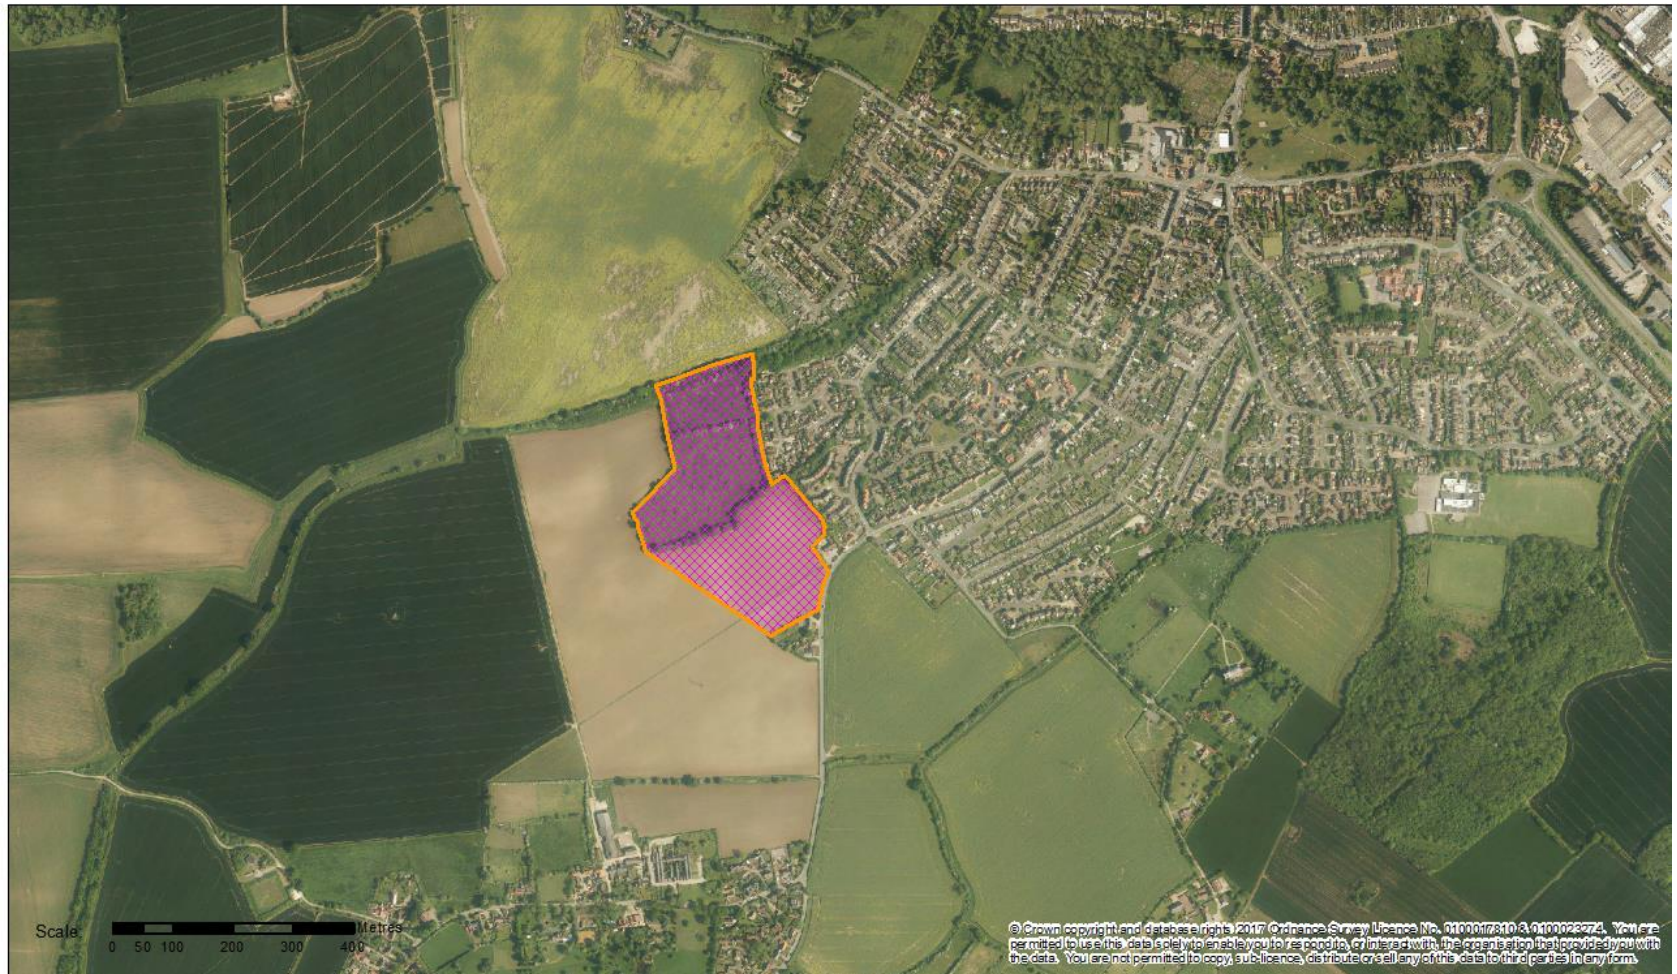 Scale
Metres
0 50 100 200 300 400
© Crown copyright and database rights 2017 Ordnance Survey Licence No. 0100017810 & 0100023274. You are
permitted to use this data solely to enable you to respond to, or interact with, the organisation that provided you with
the data. You are not permitted to copy, sub-licence, distribute or sell any of this data to third parties in any form.